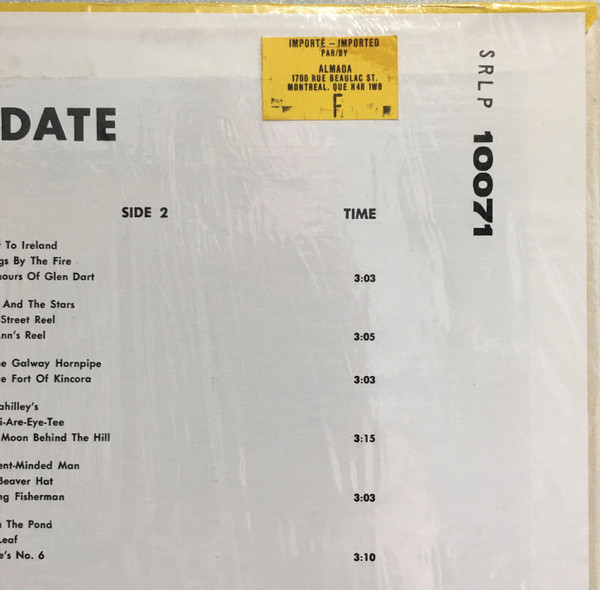 IMPORTÉ - IMPORTED
PAR/BY
ALMADA
1700 RUE BEAULAC ST.
MONTREAL. QUE H4R 1W8
F
SRLP 10071
DATE
SIDE 2 TIME
To Ireland
By The Fire
Of Glen Dart 3:03
And The Stars
Street Reel
Reel 3:05
Galway Hornpipe
Fort Of Kincora 3:03
ahilley's
i-Are-Eye-Tee
Moon Behind The Hill 3:15
ent-Minded Man
Beaver Hat
ng Fisherman 3:03
The Pond
Leaf
e's No. 6 3:10